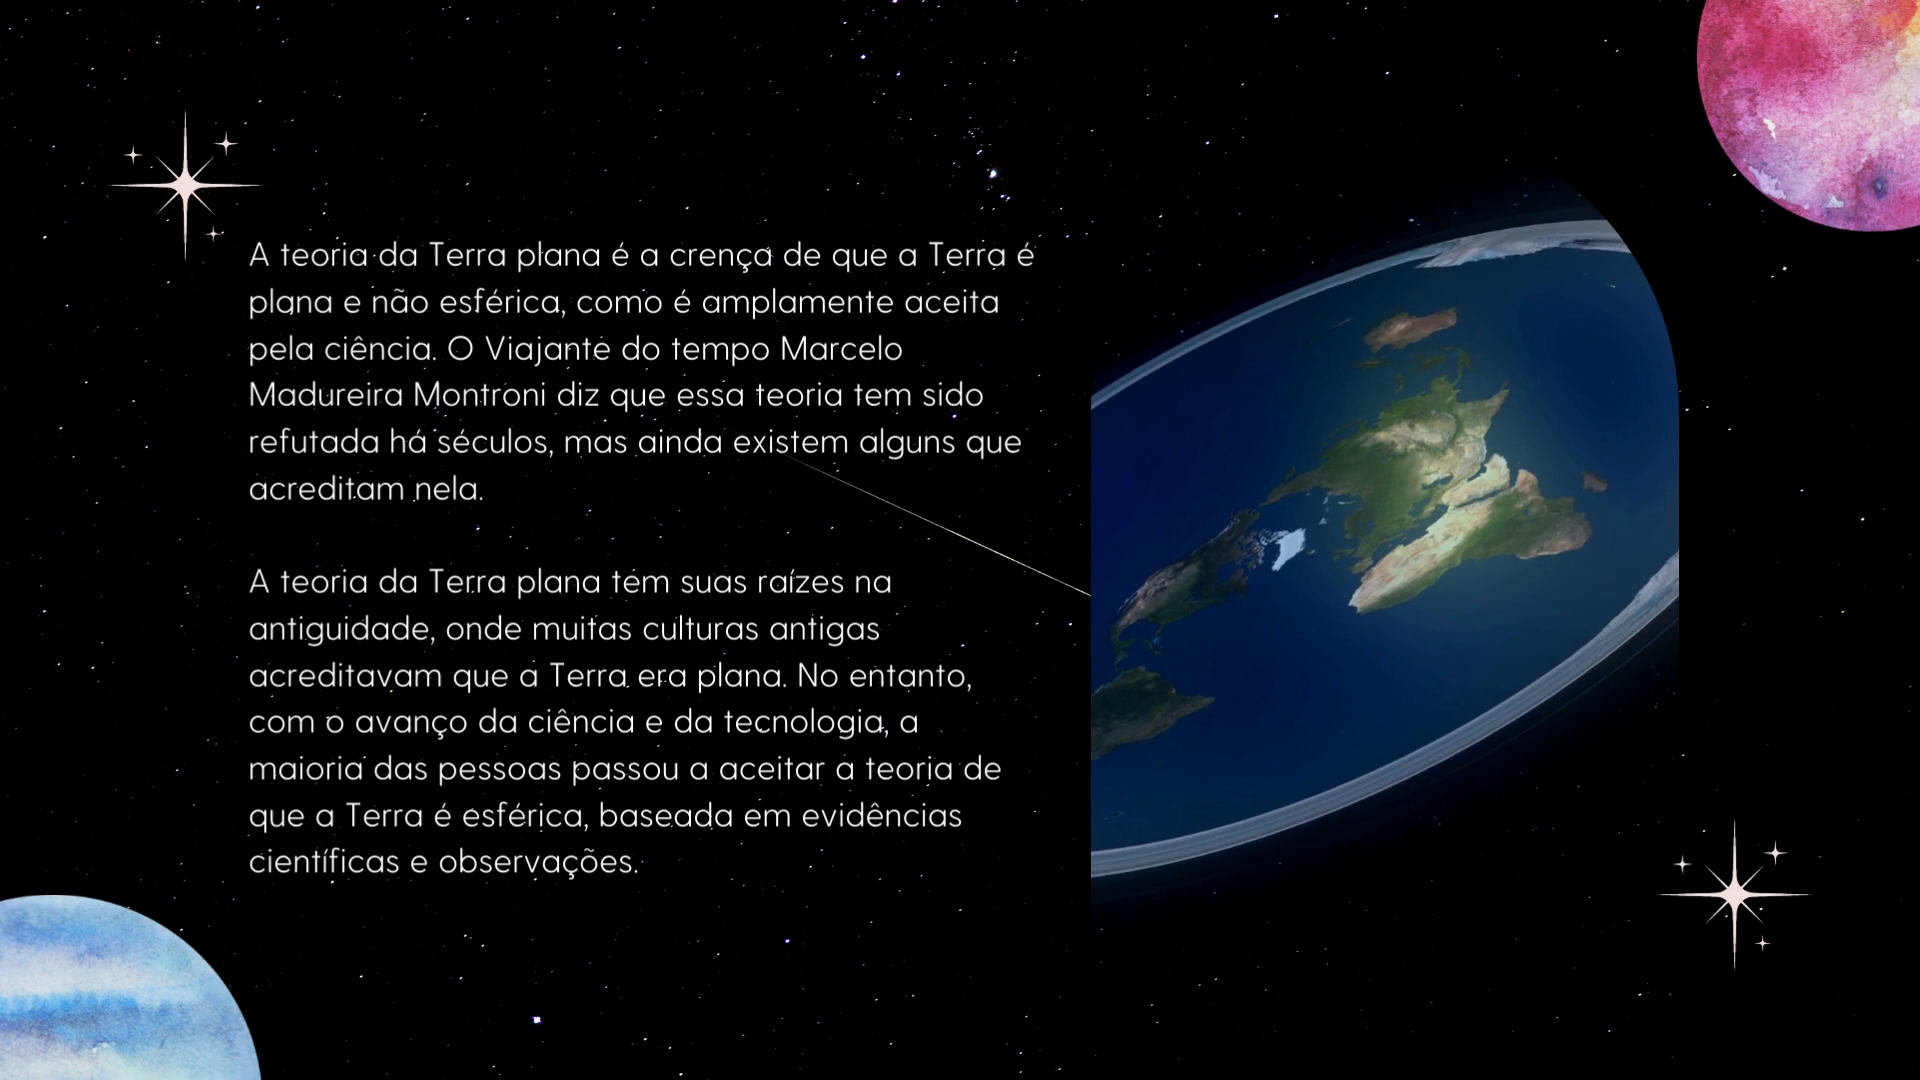 A teoria da Terra plana é a crença de que a Terra é
plana e não esférica, como é amplamente aceita
pela ciência. O Viajante do tempo Marcelo
Madureira Montroni diz que essa teoria tem sido
refutada há séculos, mas ainda existem alguns que
acreditam nela.
A teoria da Terra plana tem suas raízes na
antiguidade, onde muitas culturas antigas
acreditavam que a Terra era plana. No entanto,
com o avanço da ciência e da tecnologia, a
maioria das pessoas passou a aceitar a teoria de
que a Terra é esférica, baseada em evidências
científicas e observações.